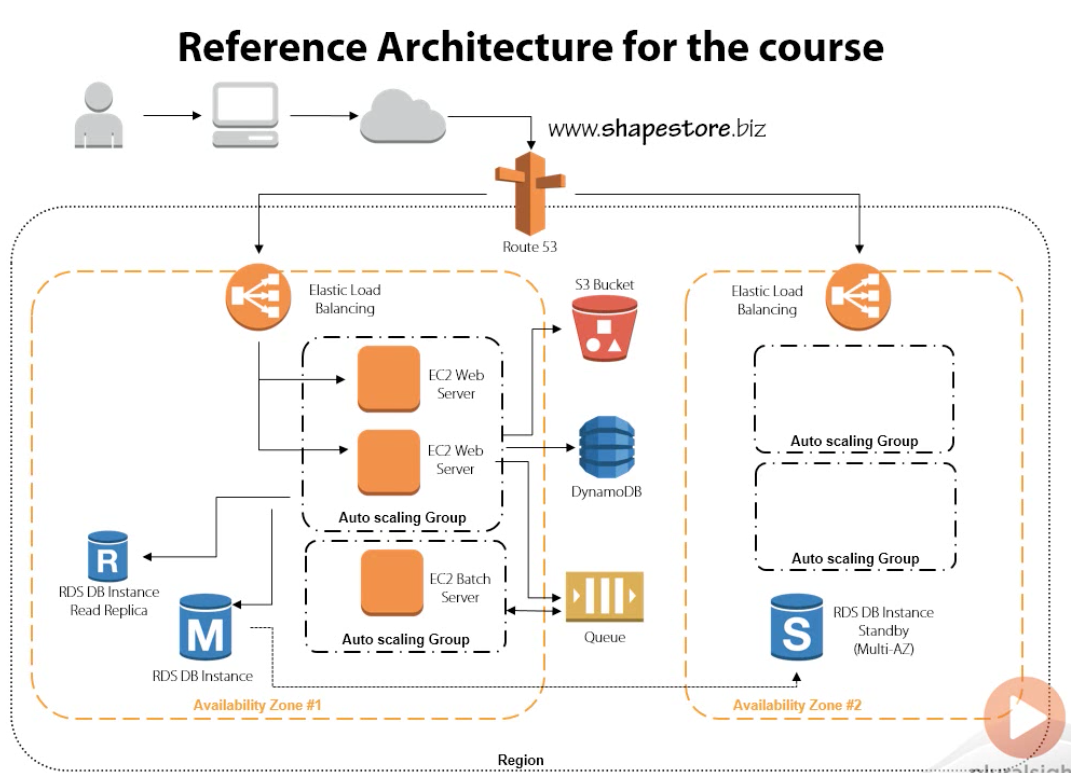 Reference Architecture for the course
www.shapestore.biz
Route 53
Elastic Load
Balancing
S3 Bucket
Elastic Load
Balancing
EC2 Web
Server
EC2 Web
Server
Auto scaling Group
DynamoDB
Auto scaling Group
Auto scaling Group
R
RDS DB Instance
Read Replica
EC2 Batch
Server
Auto scaling Group
Queue
M
RDS DB Instance
S
RDS DB Instance
Standby
(Multi-AZ)
Availability Zone #1
Availability Zone #2
Region